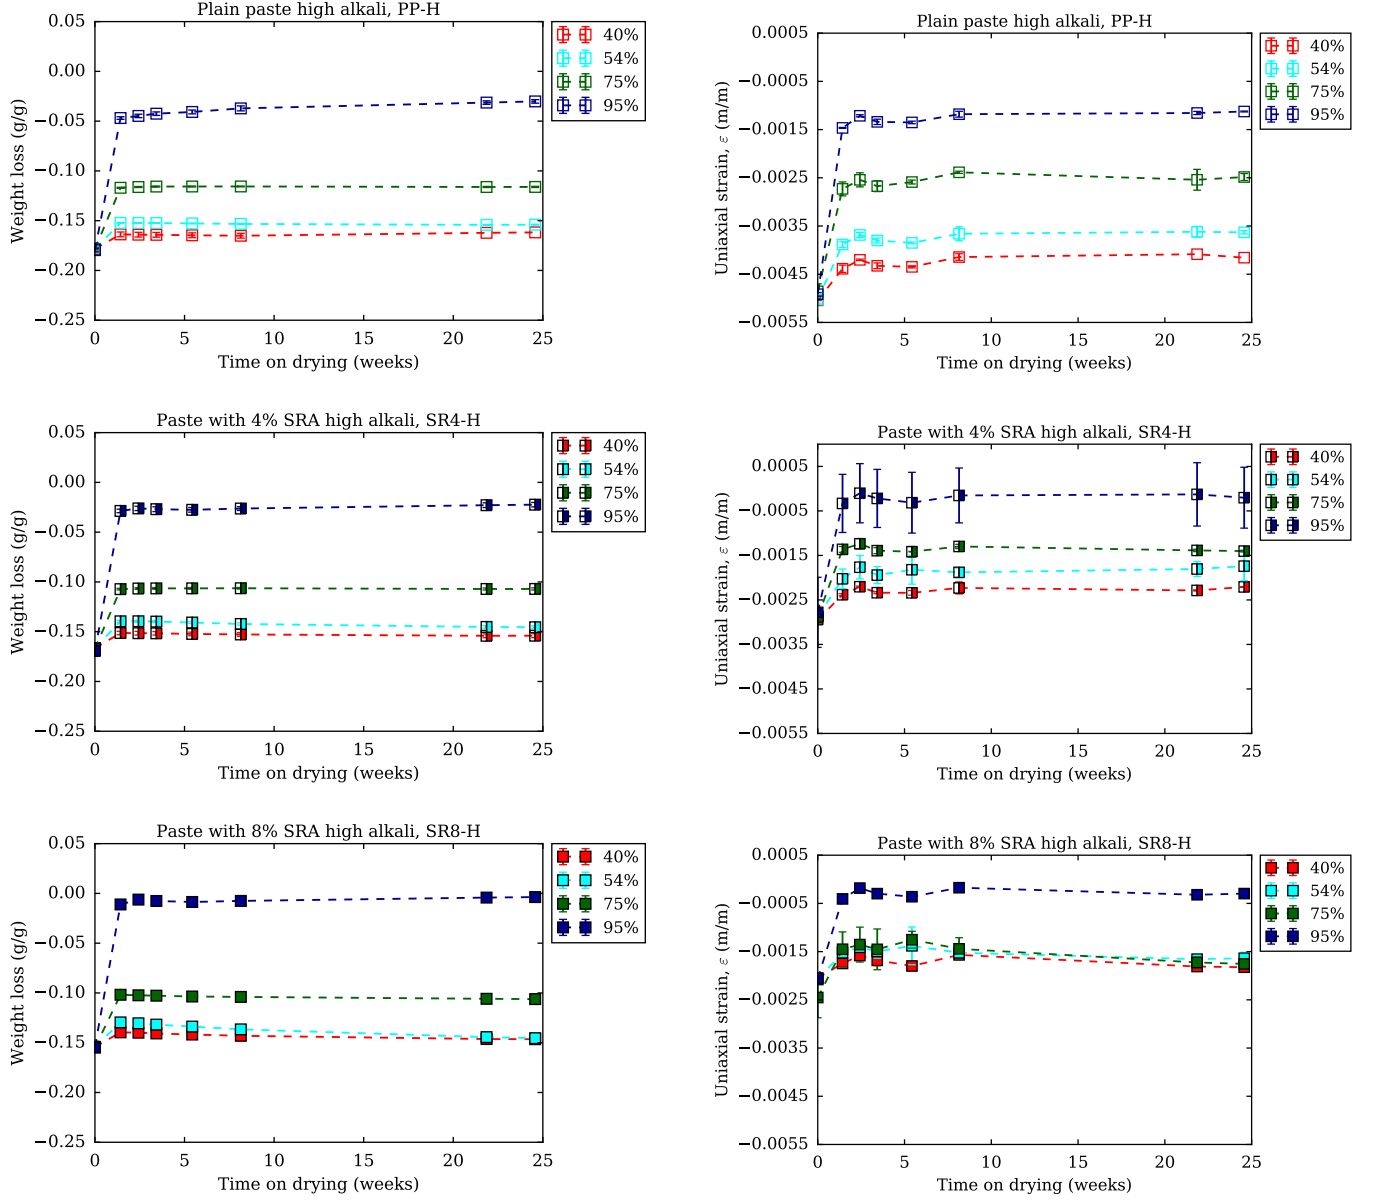 Plain paste high alkali, PP-H
0.05
0.00
−0.05
−0.10
−0.15
−0.20
−0.25
Weight loss (g/g)
0 5 10 15 20 25
Time on drying (weeks)
40%
54%
75%
95%
Plain paste high alkali, PP-H
0.0005
−0.0005
−0.0015
−0.0025
−0.0035
−0.0045
−0.0055
Uniaxial strain, ε (m/m)
0 5 10 15 20 25
Time on drying (weeks)
40%
54%
75%
95%
Paste with 4% SRA high alkali, SR4-H
0.05
0.00
−0.05
−0.10
−0.15
−0.20
−0.25
Weight loss (g/g)
0 5 10 15 20 25
Time on drying (weeks)
40%
54%
75%
95%
Paste with 4% SRA high alkali, SR4-H
0.0005
−0.0005
−0.0015
−0.0025
−0.0035
−0.0045
−0.0055
Uniaxial strain, ε (m/m)
0 5 10 15 20 25
Time on drying (weeks)
40%
54%
75%
95%
Paste with 8% SRA high alkali, SR8-H
0.05
0.00
−0.05
−0.10
−0.15
−0.20
−0.25
Weight loss (g/g)
0 5 10 15 20 25
Time on drying (weeks)
40%
54%
75%
95%
Paste with 8% SRA high alkali, SR8-H
0.0005
−0.0005
−0.0015
−0.0025
−0.0035
−0.0045
−0.0055
Uniaxial strain, ε (m/m)
0 5 10 15 20 25
Time on drying (weeks)
40%
54%
75%
95%